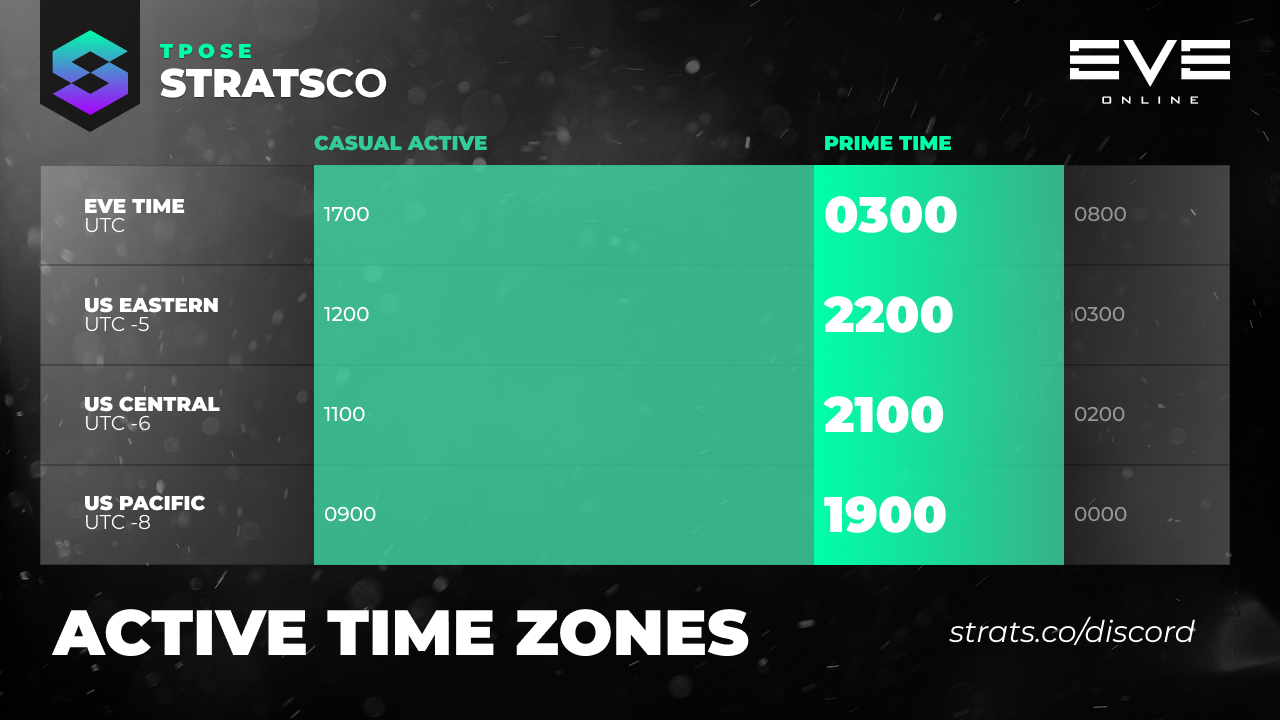 TPOSE
STRATSCO
EVE
ONLINE
CASUAL ACTIVE
PRIME TIME
EVE TIME
UTC
1700
0300
0800
US EASTERN
UTC -5
1200
2200
0300
US CENTRAL
UTC -6
1100
2100
0200
US PACIFIC
UTC -8
0900
1900
0000
ACTIVE TIME ZONES
strats.co/discord